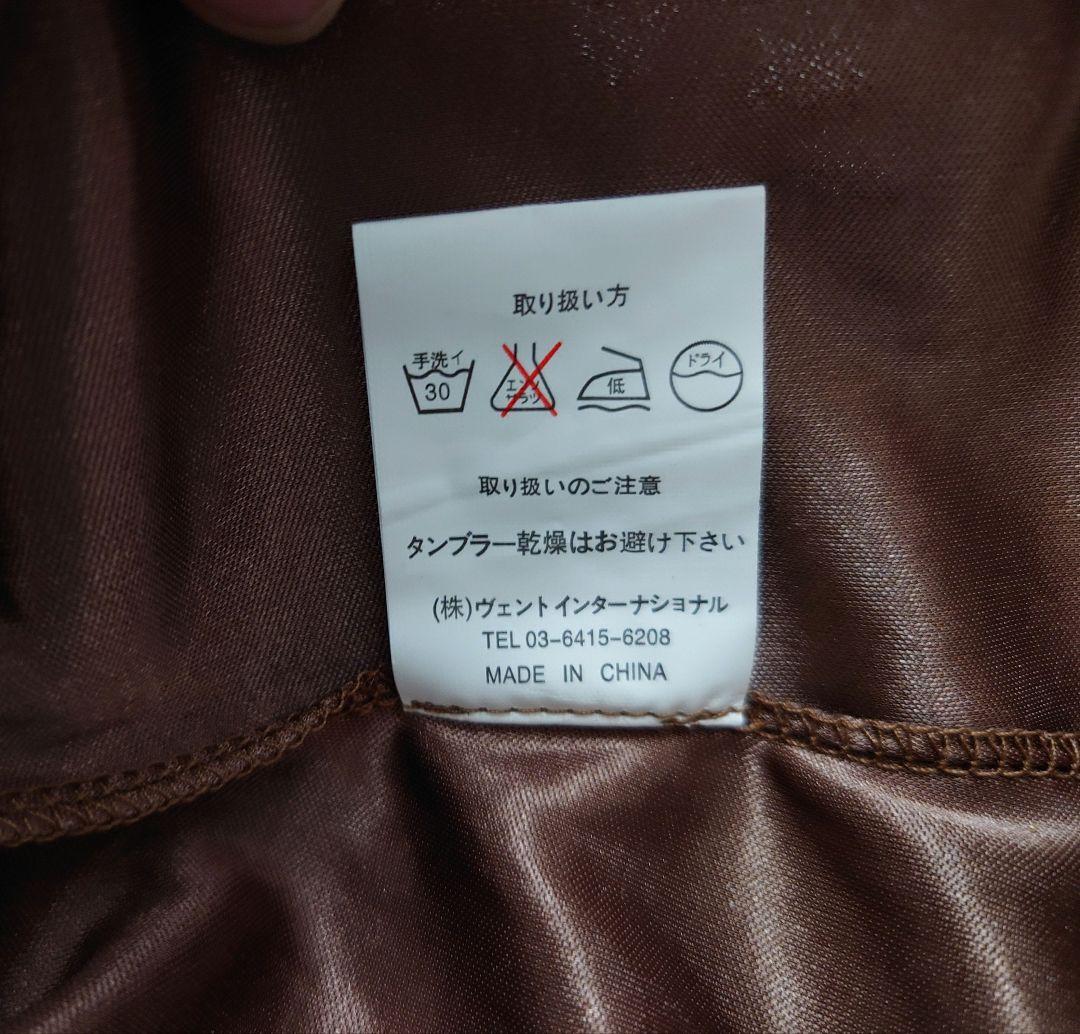 取り扱い方
手洗イ 30 エンソサラシ 低 ドライ
取り扱いのご注意
タンブラー乾燥はお避け下さい
(株)ヴェントインターナショナル
TEL 03-6415-6208
MADE IN CHINA